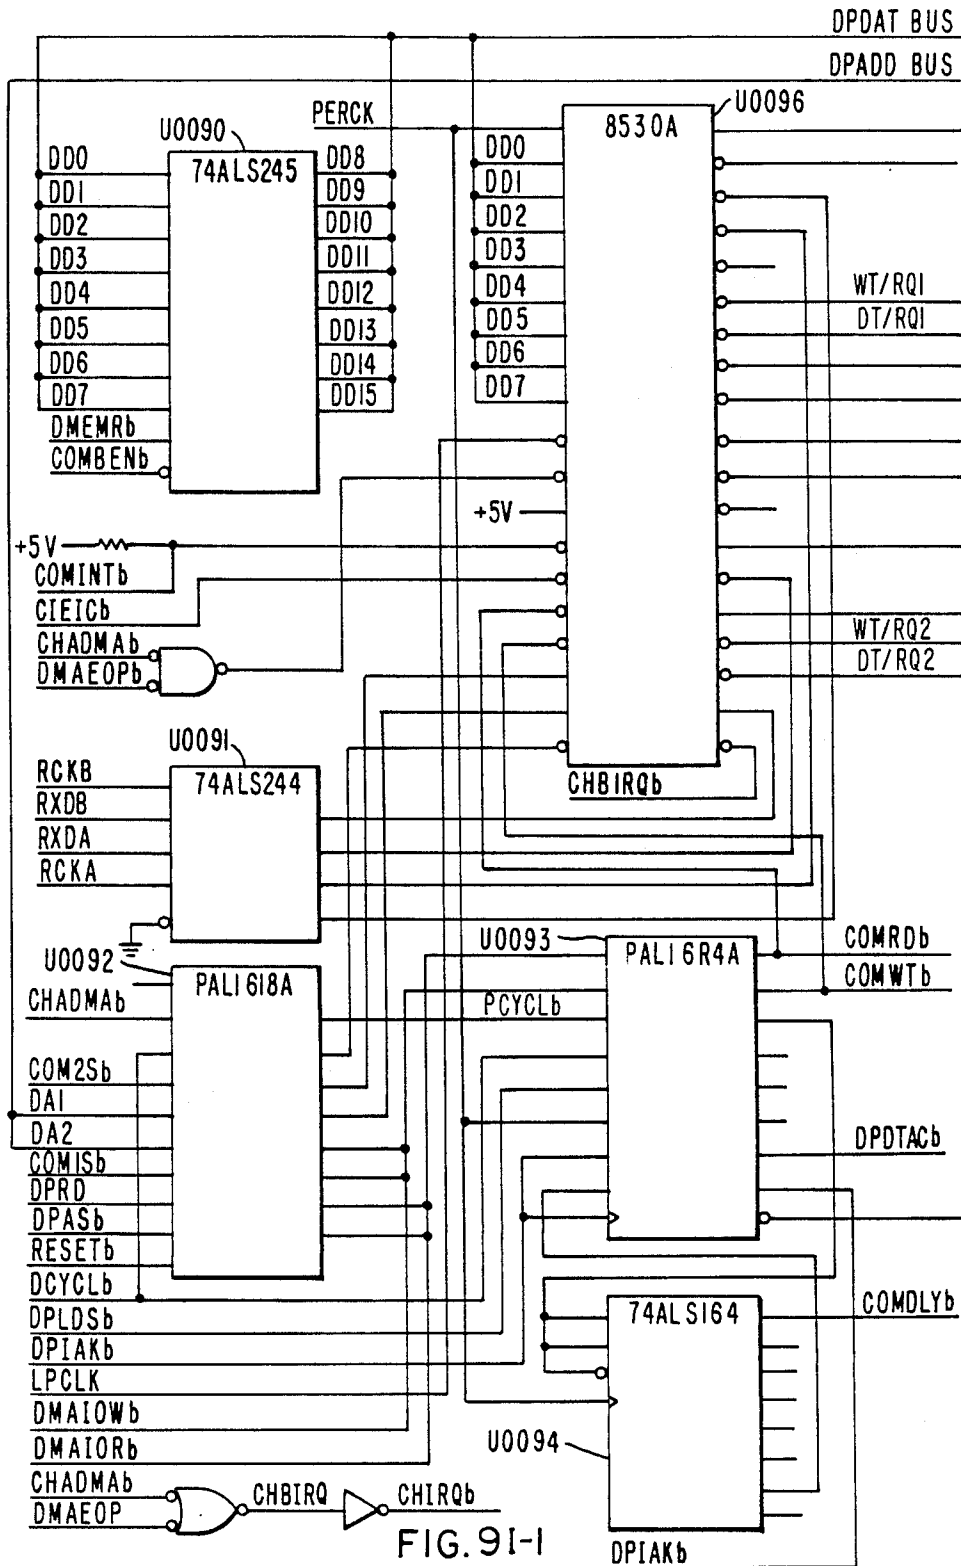 DPDAT BUS
DPADD BUS
PERCK
U0090
74ALS245
8530A
U0096
DD0
DD1
DD2
DD3
DD4
DD5
DD6
DD7
DMEMRb
COMBENb
DD8
DD9
DD10
DD11
DD12
DD13
DD14
DD15
DD0
DD1
DD2
DD3
DD4
DD5
DD6
DD7
+5V
WT/RQ1
DT/RQ1
WT/RQ2
DT/RQ2
+5V
COMINTb
CIEICb
CHADMAb
DMAEOPb
CHBIRQb
U0091
74ALS244
RCKB
RXDB
RXDA
RCKA
U0092
PAL1618A
CHADMAb
COM2Sb
DA1
DA2
COM1Sb
DPRD
DPASb
RESETb
DCYCLb
DPLDSb
DPIAKb
LPCLK
DMAIOWb
DMAIORb
U0093
PAL16R4A
PCYCLb
COMRDb
COMWTb
DPDTACb
74ALS164
COMDLYb
U0094
CHADMAb
DMAEOP
CHBIRQ
CHIRQb
DPIAKb
FIG. 9I-1